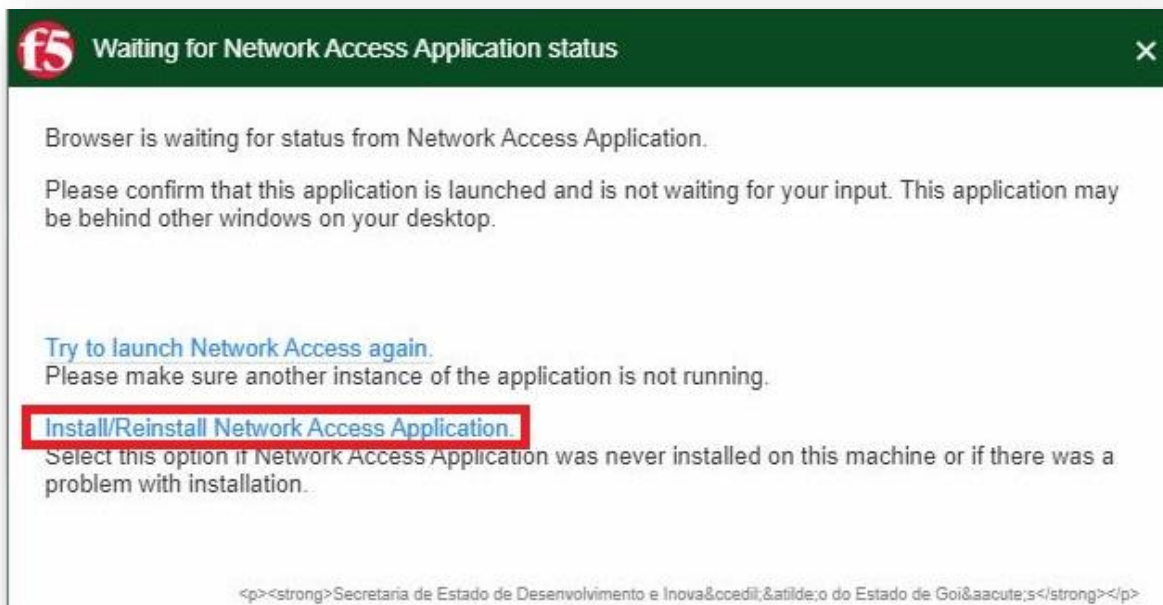 f5 Waiting for Network Access Application status ×
Browser is waiting for status from Network Access Application.
Please confirm that this application is launched and is not waiting for your input. This application may
be behind other windows on your desktop.
Try to launch Network Access again.
Please make sure another instance of the application is not running.
Install/Reinstall Network Access Application.
Select this option if Network Access Application was never installed on this machine or if there was a
problem with installation.
<p><strong>Secretaria de Estado de Desenvolvimento e Inova&ccedil;&atilde;o do Estado de Goi&aacute;s</strong></p>